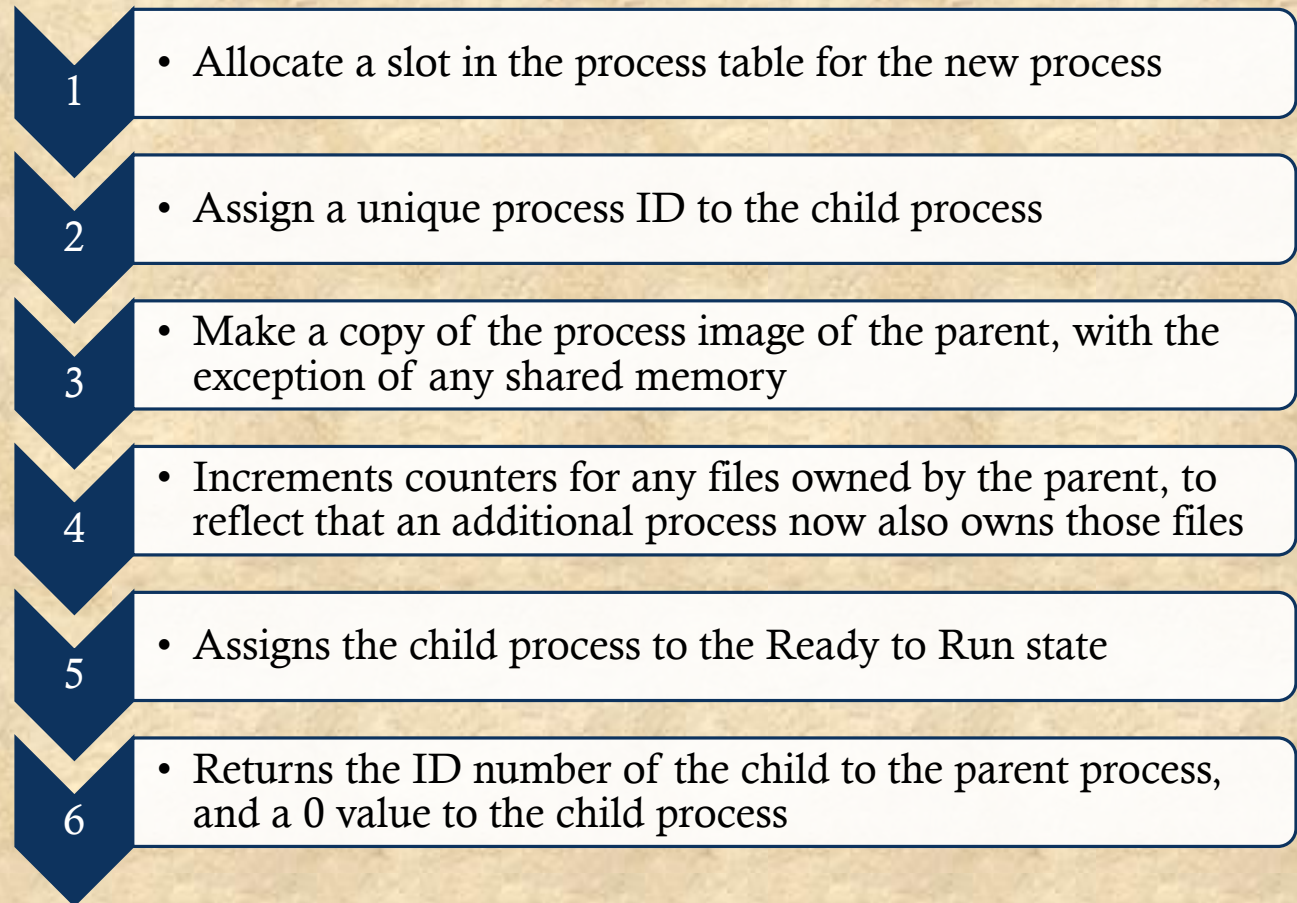 1
• Allocate a slot in the process table for the new process
2
• Assign a unique process ID to the child process
3
• Make a copy of the process image of the parent, with the
exception of any shared memory
4
• Increments counters for any files owned by the parent, to
reflect that an additional process now also owns those files
5
• Assigns the child process to the Ready to Run state
6
• Returns the ID number of the child to the parent process,
and a 0 value to the child process